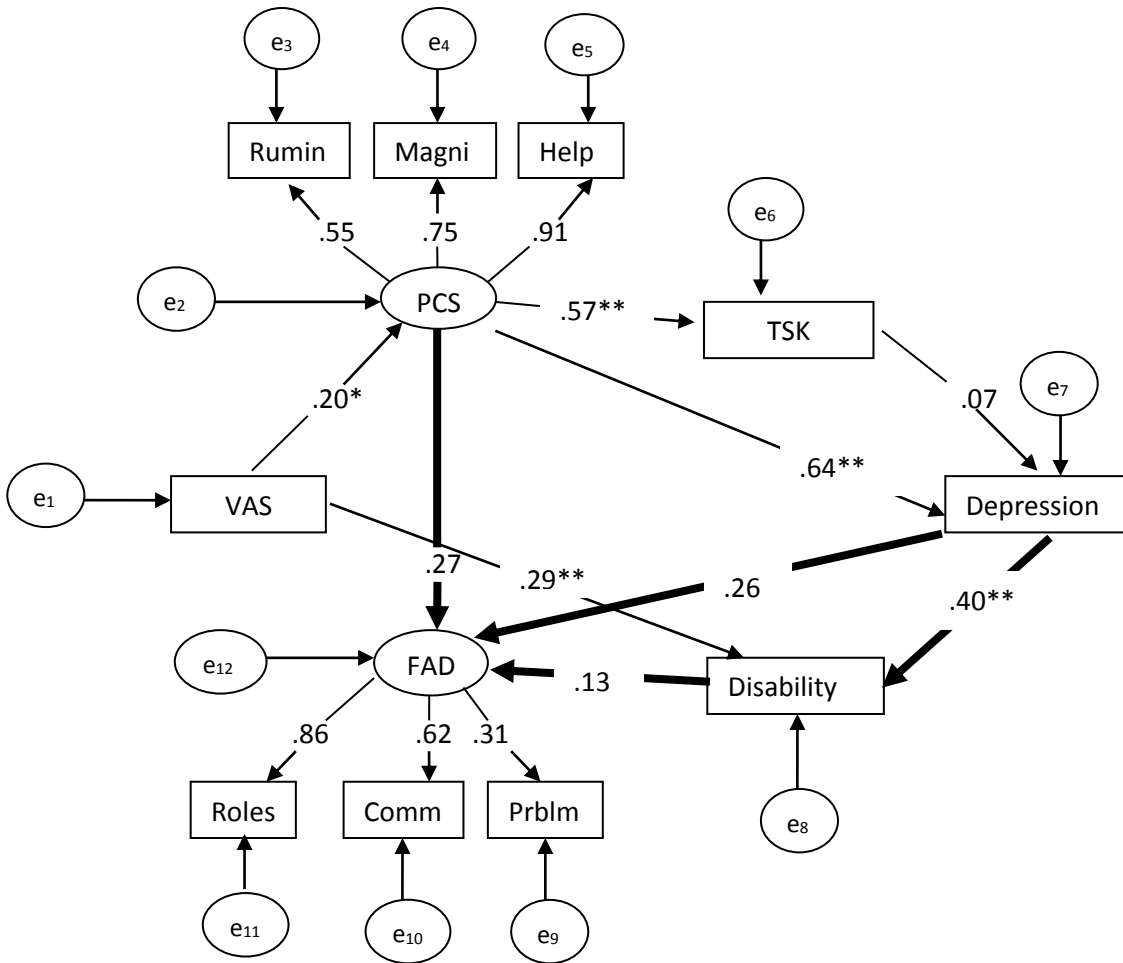 e3
e4
e5
Rumin
Magni
Help
e6
.55
.75
.91
e2
PCS
.57**
TSK
e7
.20*
.07
.64**
e1
VAS
Depression
.27
.29**
.26
.40**
e12
FAD
.13
Disability
.86
.62
.31
Roles
Comm
Prblm
e8
e11
e10
e9